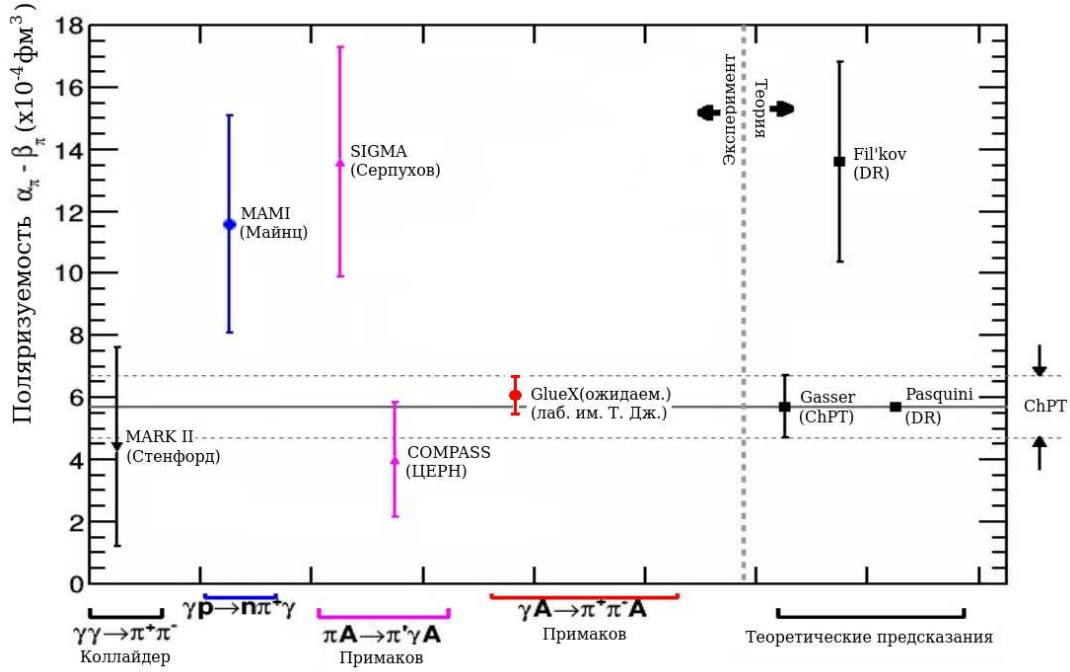 Поляризуемость α_π - β_π (x10⁻⁴фм³)
18
16
14
12
10
8
6
4
2
0
Эксперимент
Теория
SIGMA
(Серпухов)
Fil'kov
(DR)
MAMI
(Майнц)
GlueX(ожидаем.)
(лаб. им. Т. Дж.)
Gasser
(ChPT)
Pasquini
(DR)
ChPT
MARK II
(Стенфорд)
COMPASS
(ЦЕРН)
γγ→π⁺π⁻
Коллайдер
γp→nπ⁺γ
πA→π'γA
Примаков
γA→π⁺π⁻A
Примаков
Теоретические предсказания